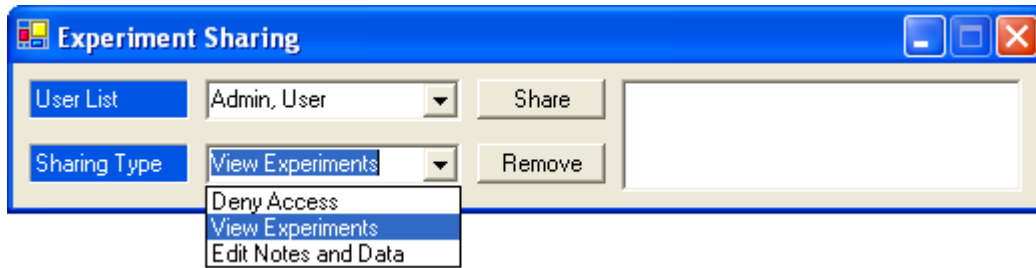 Experiment Sharing
User List Admin, User Share
Sharing Type View Experiments Remove
Deny Access
View Experiments
Edit Notes and Data